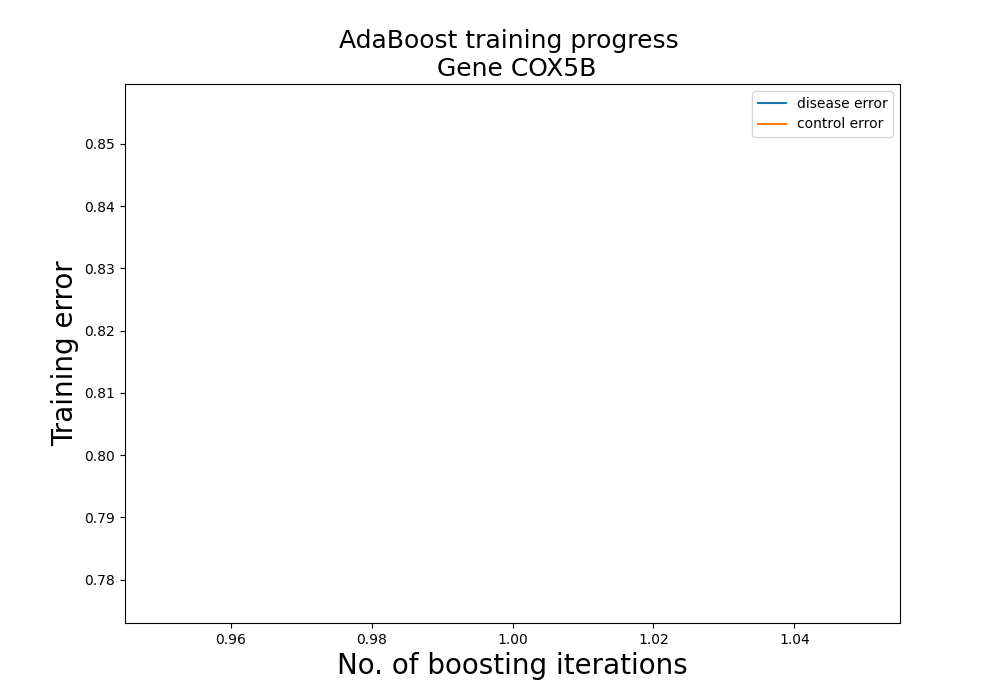 AdaBoost training progress
Gene COX5B
disease error
control error
0.85
0.84
0.83
0.82
0.81
0.80
0.79
0.78
Training error
0.96
0.98
1.00
1.02
1.04
No. of boosting iterations